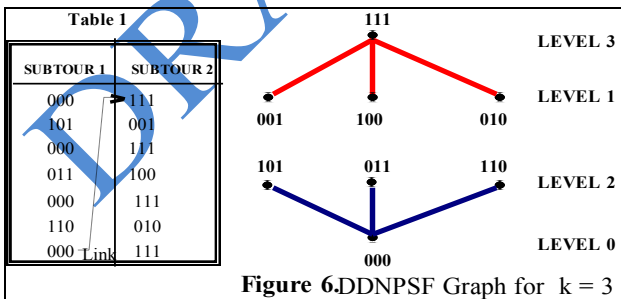 Table 1
SUBTOUR 1 SUBTOUR 2
000 111
101 001
000 111
011 100
000 111
110 010
000 Link 111
111
LEVEL 3
001 100 010
LEVEL 1
101 011 110
LEVEL 2
000
LEVEL 0
Figure 6.DDNPSF Graph for k = 3